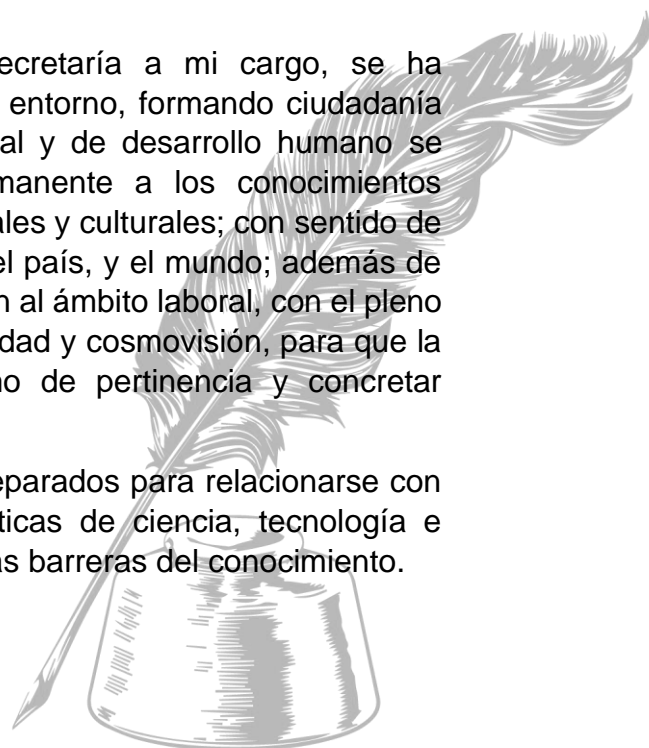 ecretaría a mi cargo, se ha
entorno, formando ciudadanía
al y de desarrollo humano se
manente a los conocimientos
ales y culturales; con sentido de
el país, y el mundo; además de
n al ámbito laboral, con el pleno
dad y cosmovisión, para que la
no de pertinencia y concretar
eparados para relacionarse con
ticas de ciencia, tecnología e
as barreras del conocimiento.